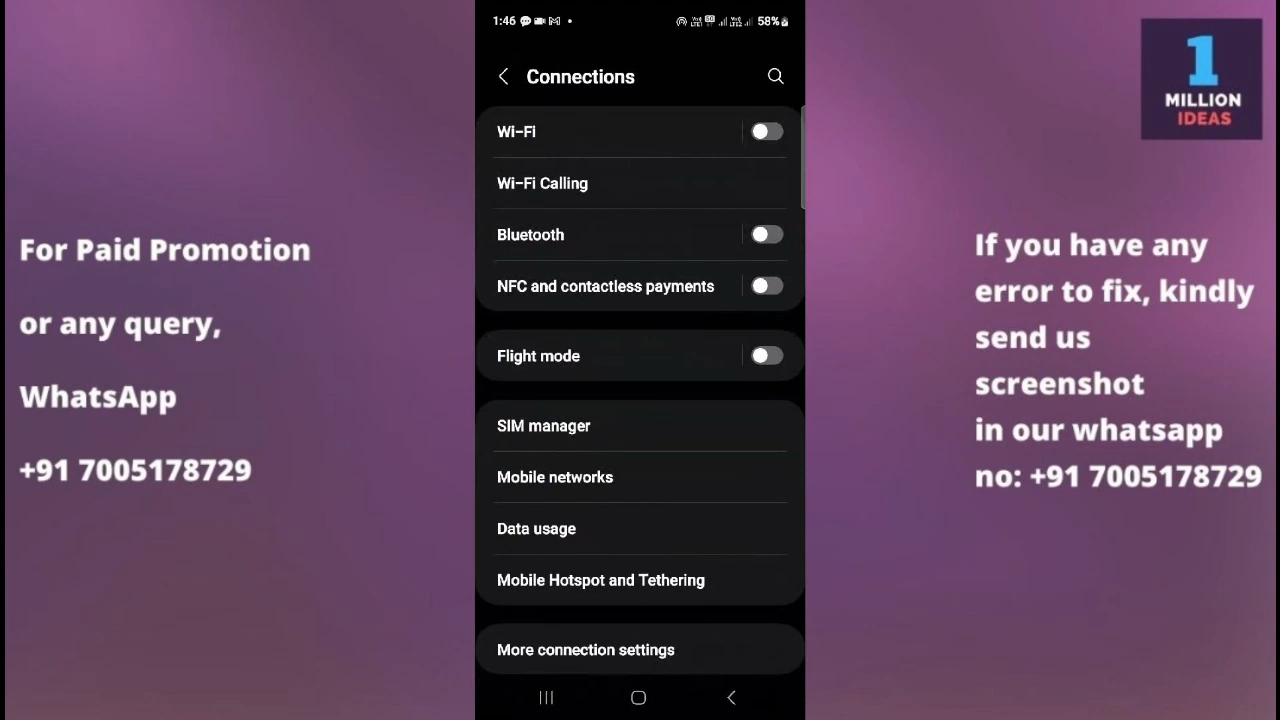 For Paid Promotion
or any query,
WhatsApp
+91 7005178729
1:46
58%
Connections
Wi-Fi
Wi-Fi Calling
Bluetooth
NFC and contactless payments
Flight mode
SIM manager
Mobile networks
Data usage
Mobile Hotspot and Tethering
More connection settings
1
MILLION
IDEAS
If you have any
error to fix, kindly
send us
screenshot
in our whatsapp
no: +91 7005178729